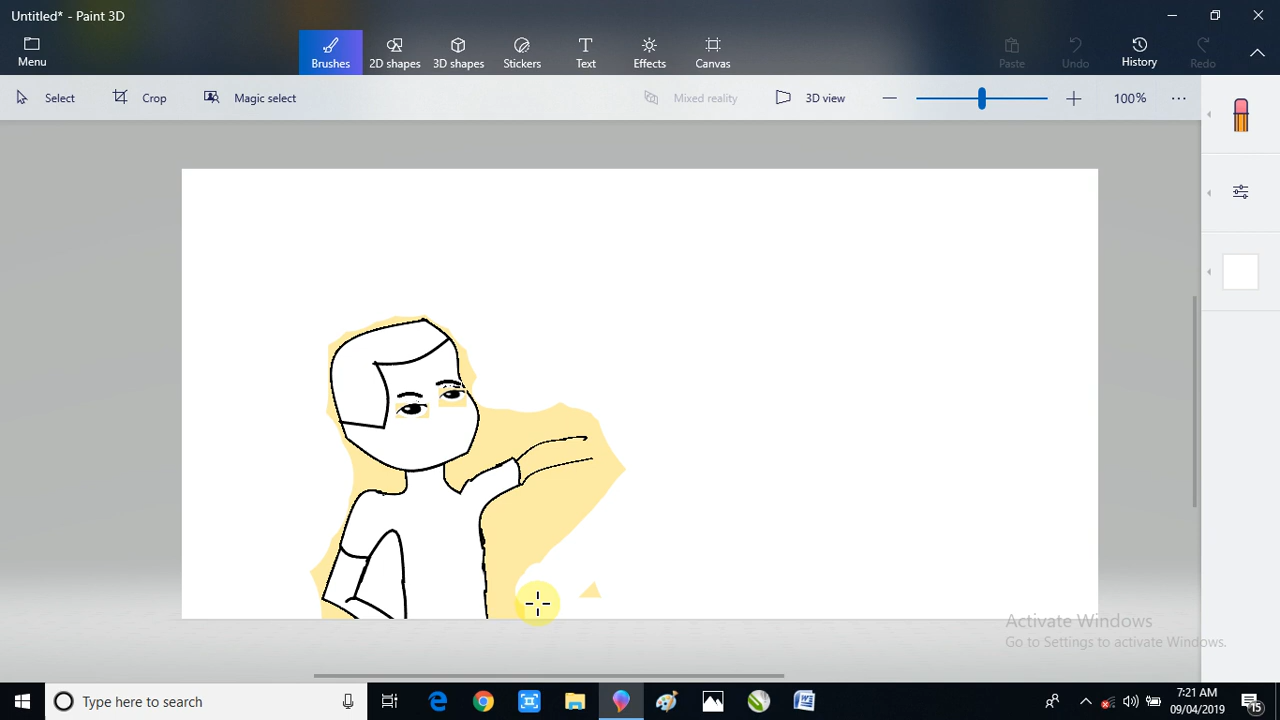 Untitled* - Paint 3D
Menu
Brushes
2D shapes
3D shapes
Stickers
Text
Effects
Canvas
Paste
Undo
History
Redo
Select
Crop
Magic select
Mixed reality
3D view
100%
Activate Windows
Go to Settings to activate Windows.
Type here to search
7:21 AM
09/04/2019
15